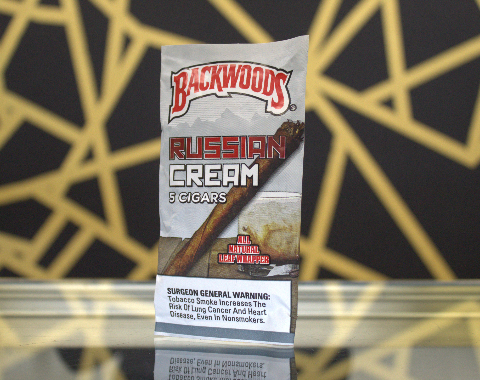 BACKWOODS
RUSSIAN
CREAM
5 CIGARS
ALL
NATURAL
LEAF WRAPPER
SURGEON GENERAL WARNING:
Tobacco Smoke Increases The
Risk Of Lung Cancer And Heart
Disease, Even In Nonsmokers.